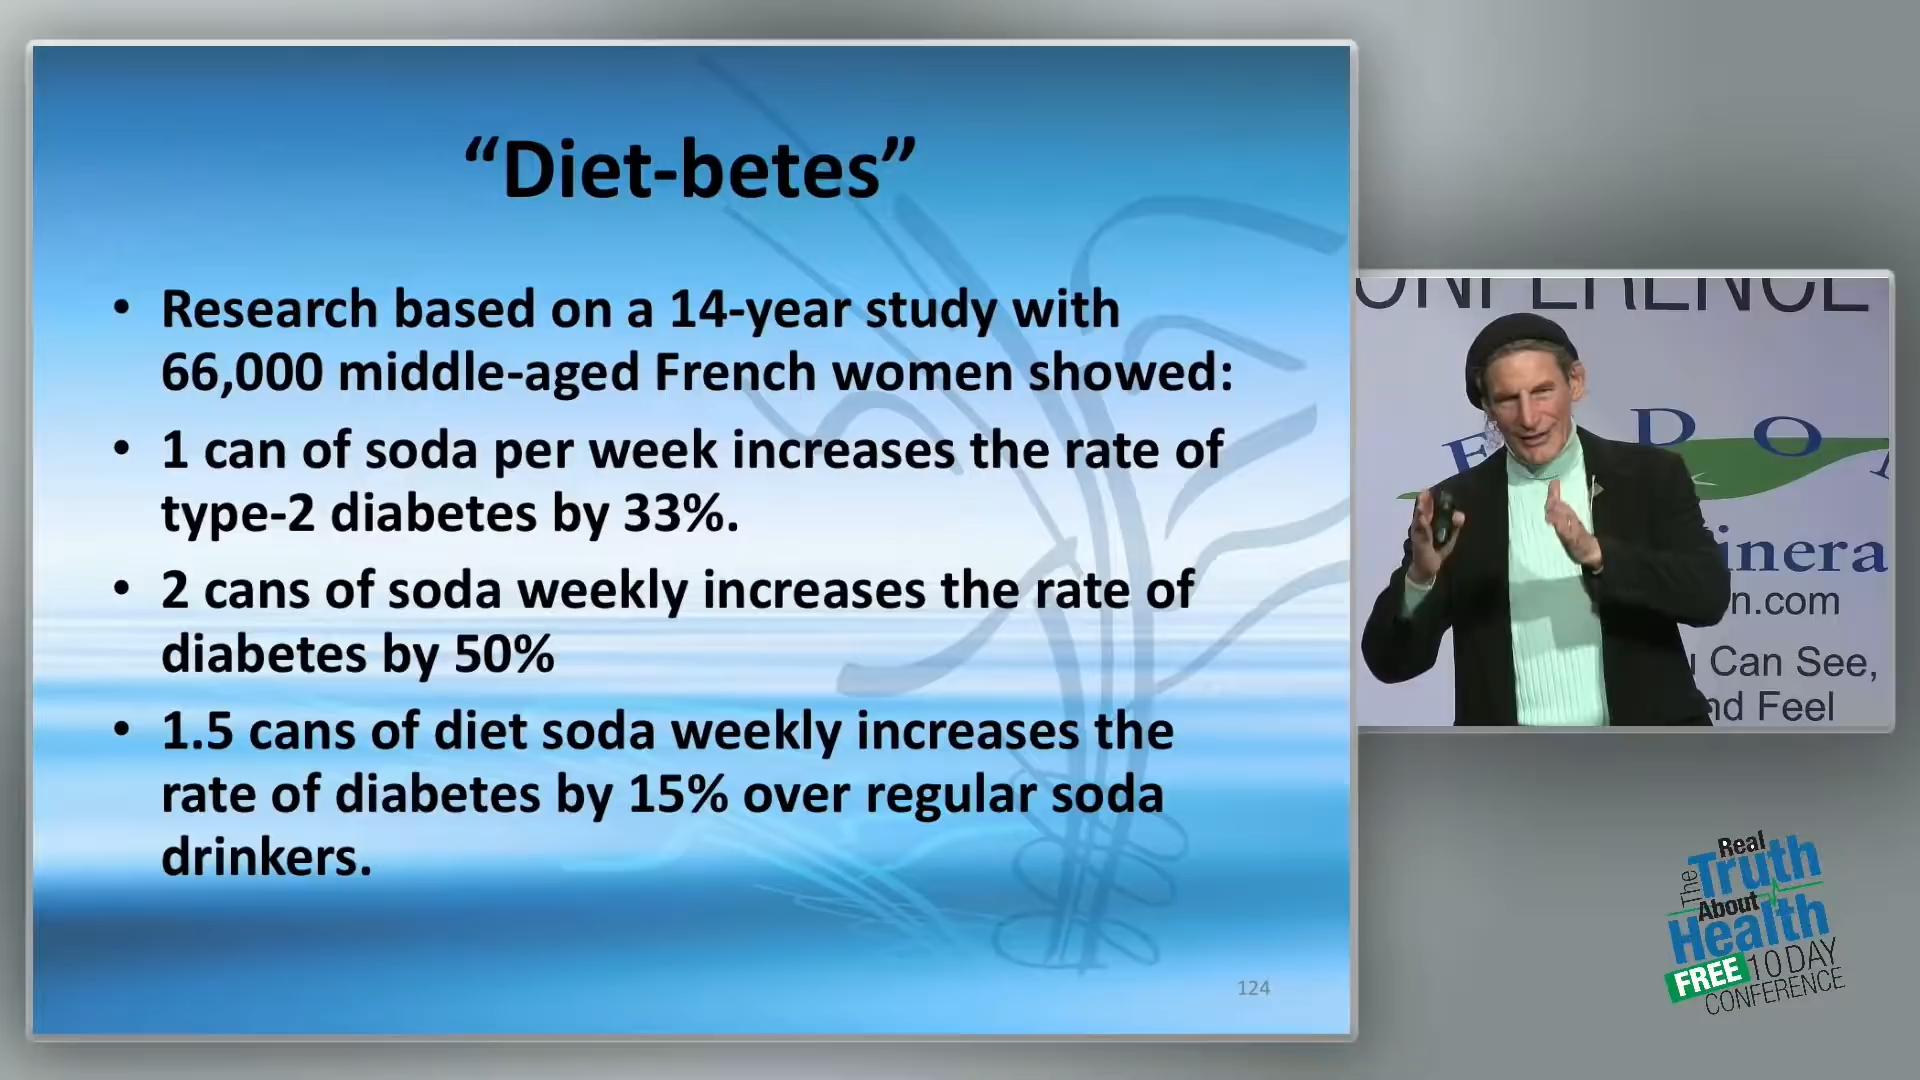 “Diet-betes”
• Research based on a 14-year study with
66,000 middle-aged French women showed:
• 1 can of soda per week increases the rate of
type-2 diabetes by 33%.
• 2 cans of soda weekly increases the rate of
diabetes by 50%
• 1.5 cans of diet soda weekly increases the
rate of diabetes by 15% over regular soda
drinkers.
124
ONFERENCE
E D O
inera
n.com
u Can See,
nd Feel
The Real
Truth
About
Health
FREE 10 DAY
CONFERENCE